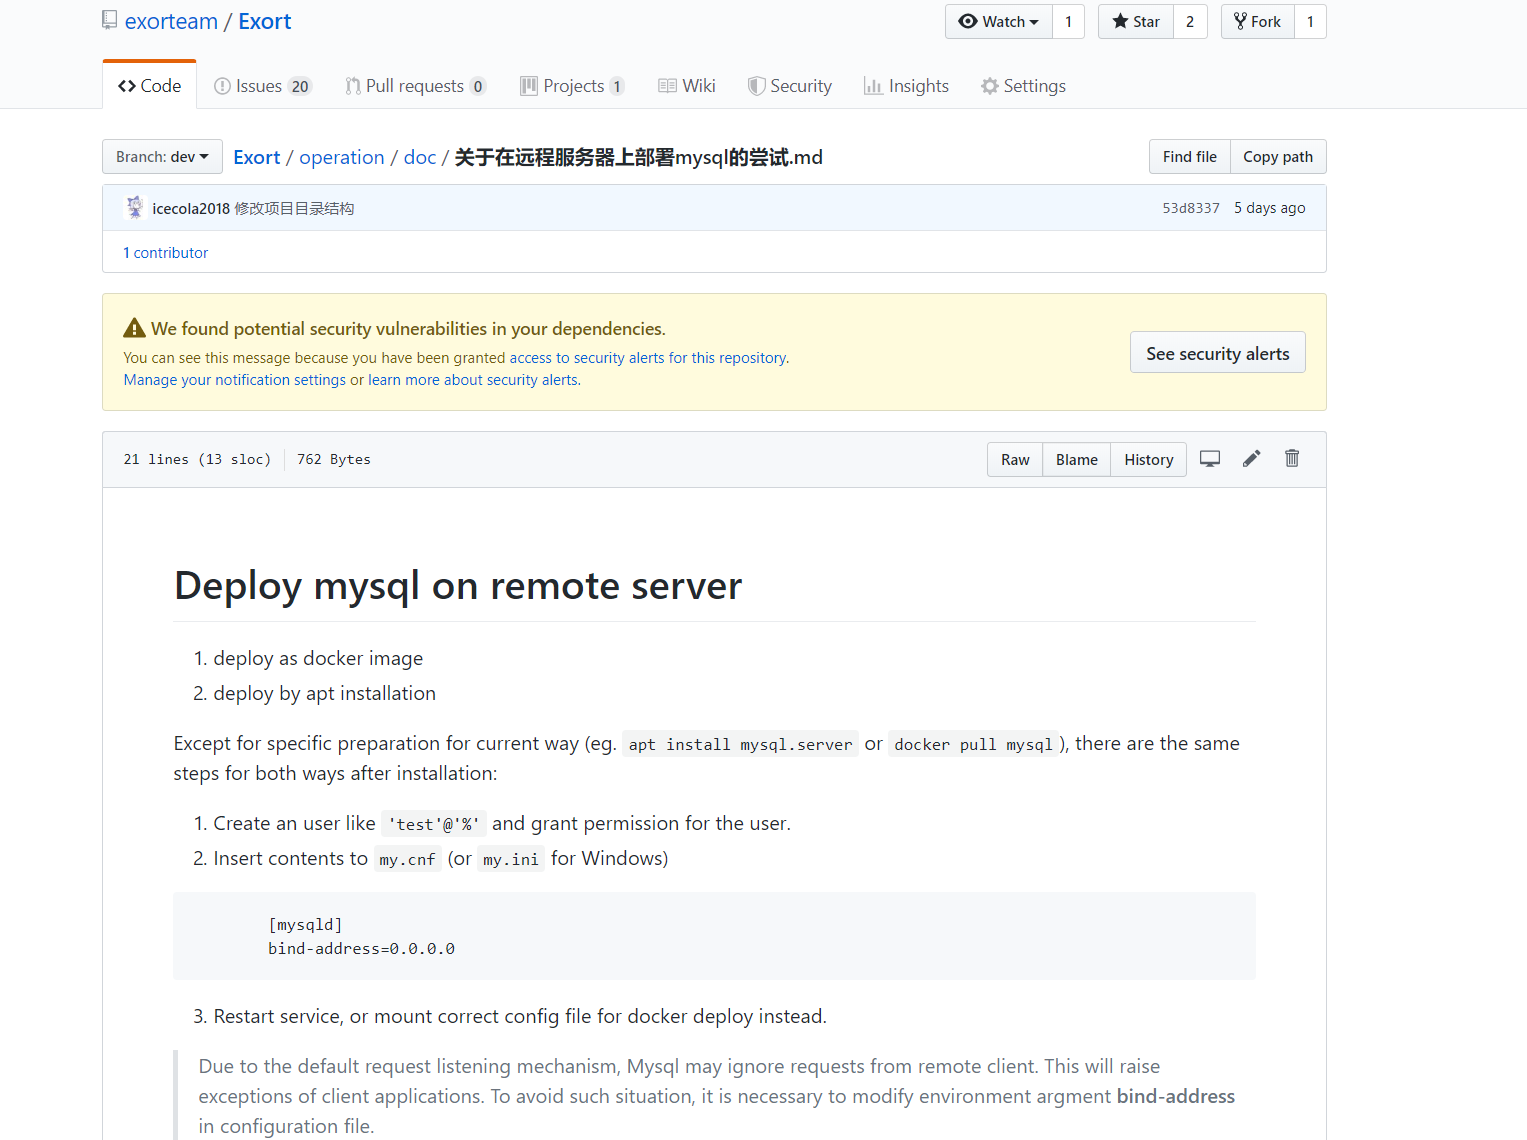 exorteam / Exort
Watch 1 Star 2 Fork 1
Code Issues 20 Pull requests 0 Projects 1 Wiki Security Insights Settings
Branch: dev Exort / operation / doc / 关于在远程服务器上部署mysql的尝试.md Find file Copy path
icecola2018 修改项目目录结构 53d8337 5 days ago
1 contributor
We found potential security vulnerabilities in your dependencies.
You can see this message because you have been granted access to security alerts for this repository.
Manage your notification settings or learn more about security alerts.
See security alerts
21 lines (13 sloc) 762 Bytes Raw Blame History
Deploy mysql on remote server
1. deploy as docker image
2. deploy by apt installation
Except for specific preparation for current way (eg. apt install mysql.server or docker pull mysql), there are the same
steps for both ways after installation:
1. Create an user like 'test'@'%' and grant permission for the user.
2. Insert contents to my.cnf (or my.ini for Windows)
[mysqld]
bind-address=0.0.0.0
3. Restart service, or mount correct config file for docker deploy instead.
Due to the default request listening mechanism, Mysql may ignore requests from remote client. This will raise
exceptions of client applications. To avoid such situation, it is necessary to modify environment argment bind-address
in configuration file.